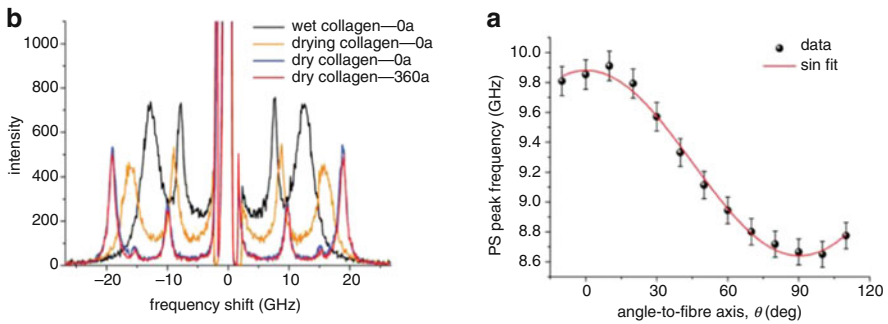 b
1000
800
600
400
200
0
intensity
wet collagen—0a
drying collagen—0a
dry collagen—0a
dry collagen—360a
−20
−10
0
10
20
frequency shift (GHz)
a
10.0
9.8
9.6
9.4
9.2
9.0
8.8
8.6
PS peak frequency (GHz)
data
sin fit
0
30
60
90
120
angle-to-fibre axis, θ (deg)